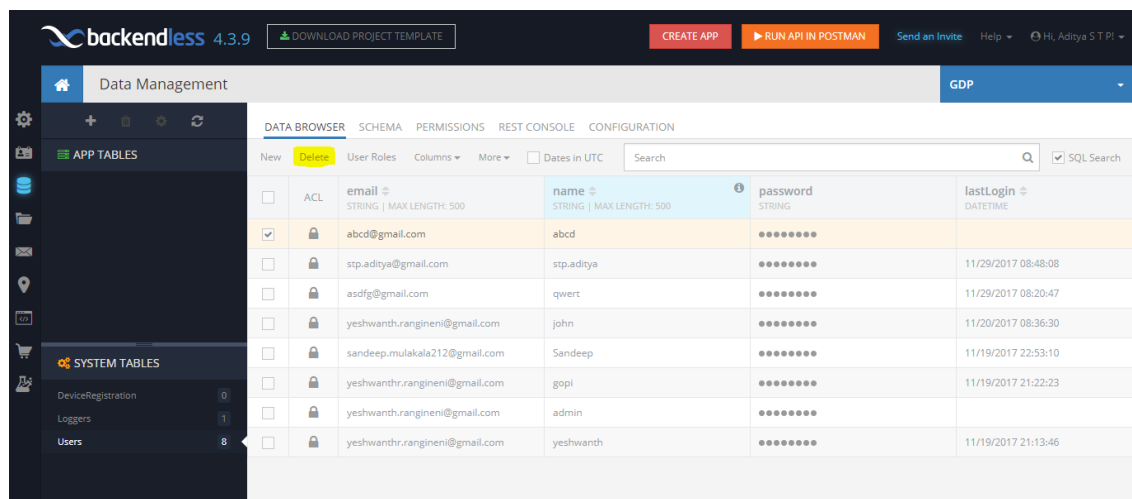 backendless 4.3.9 DOWNLOAD PROJECT TEMPLATE CREATE APP RUN API IN POSTMAN Send an Invite Help Hi, Aditya S T P!
Data Management GDP
DATA BROWSER SCHEMA PERMISSIONS REST CONSOLE CONFIGURATION
APP TABLES
New Delete User Roles Columns More Dates in UTC Search SQL Search
ACL email name password lastLogin
STRING | MAX LENGTH: 500 STRING | MAX LENGTH: 500 STRING DATETIME
abcd@gmail.com abcd
stp.aditya@gmail.com stp.aditya 11/29/2017 08:48:08
asdfg@gmail.com qwert 11/29/2017 08:20:47
yeshwanth.rangineni@gmail.com john 11/20/2017 08:36:30
sandeep.mulakala212@gmail.com Sandeep 11/19/2017 22:53:10
yeshwanthr.rangineni@gmail.com gopi 11/19/2017 21:22:23
yeshwanth.rangineni@gmail.com admin
yeshwanthr.rangineni@gmail.com yeshwanth 11/19/2017 21:13:46
SYSTEM TABLES
DeviceRegistration 0
Loggers 1
Users 8